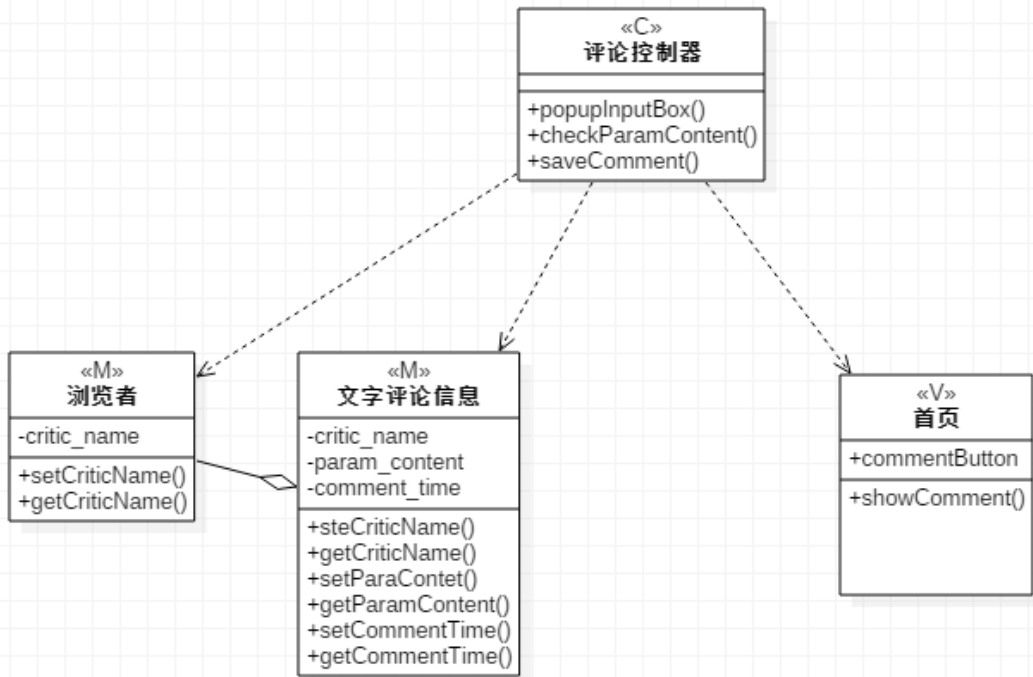 «C»
评论控制器
+popupInputBox()
+checkParamContent()
+saveComment()
«M»
浏览者
-critic_name
+setCriticName()
+getCriticName()
«M»
文字评论信息
-critic_name
-param_content
-comment_time
+steCriticName()
+getCriticName()
+setParaContet()
+getParamContent()
+setCommentTime()
+getCommentTime()
«V»
首页
+commentButton
+showComment()